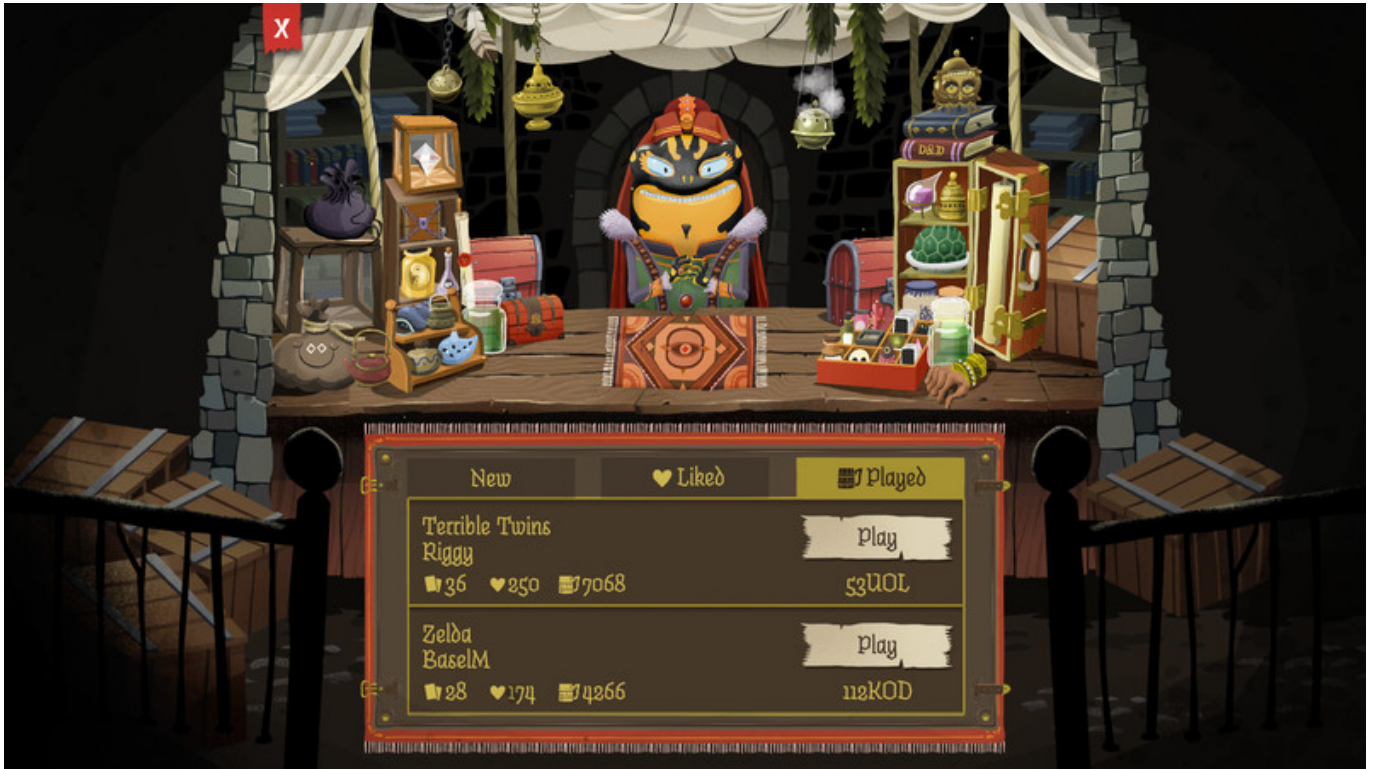 X
D&D
New
Liked
Played
Terrible Twins
Riggy
36 250 7068
Play
53UOL
Zelda
BaselM
28 174 4266
Play
112KOD